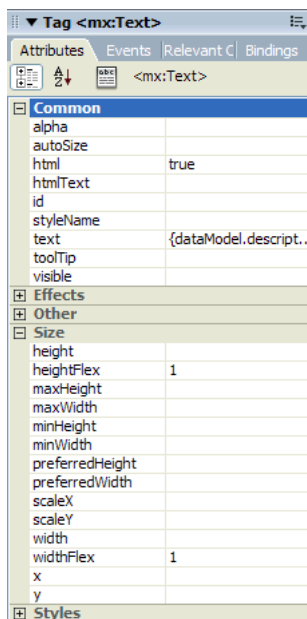 Tag <mx:Text>
Attributes Events Relevant C Bindings
<mx:Text>
Common
alpha
autoSize
html true
htmlText
id
styleName
text {dataModel.descript...
toolTip
visible
Effects
Other
Size
height
heightFlex 1
maxHeight
maxWidth
minHeight
minWidth
preferredHeight
preferredWidth
scaleX
scaleY
width
widthFlex 1
x
y
Styles